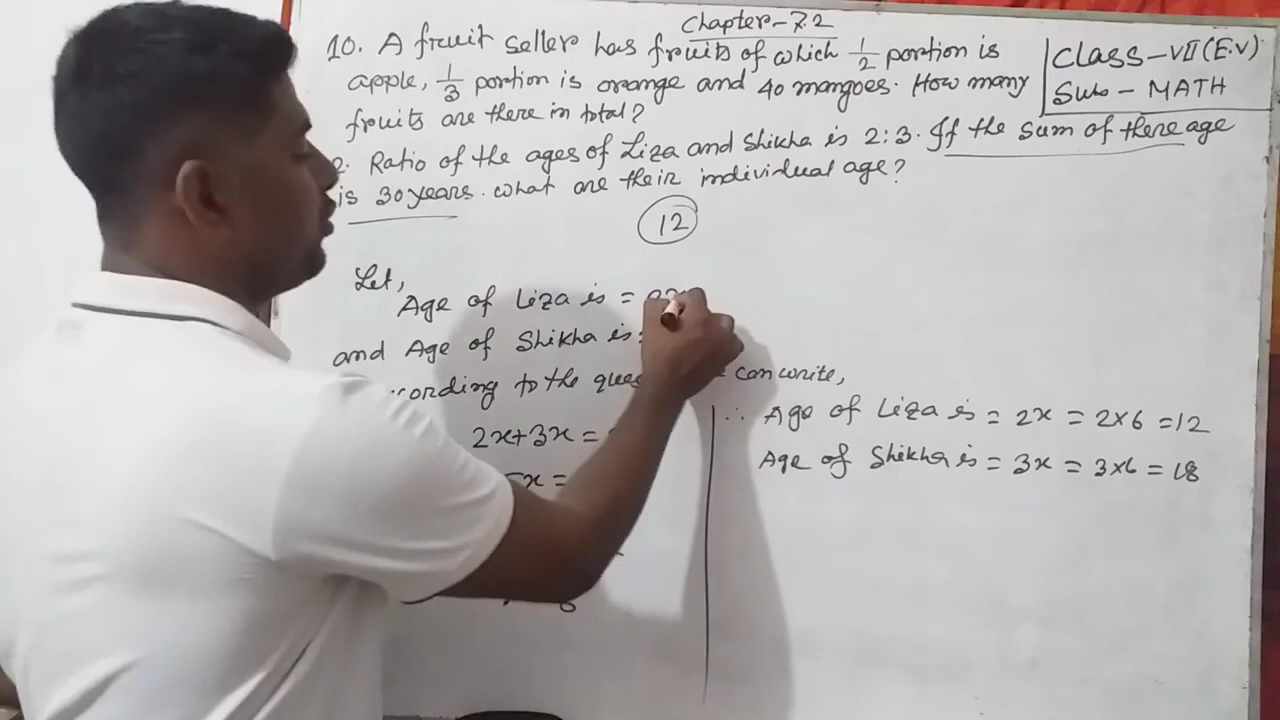 Chapter-7.2
10. A fruit seller has fruits of which 1/2 portion is
apple, 1/3 portion is orange and 40 mangoes. How many
fruits are there in total?
Class-VII (E.V)
Sub - MATH
2. Ratio of the ages of Liza and Shikha is 2:3. If the sum of there age
is 30 years. what are their individual age?
12
Let,
Age of Liza is =
and Age of Shikha is =
to the can write,
2x+3x =
x =
∴ Age of Liza is = 2x = 2×6 =12
Age of Shikha is = 3x = 3×6 = 18